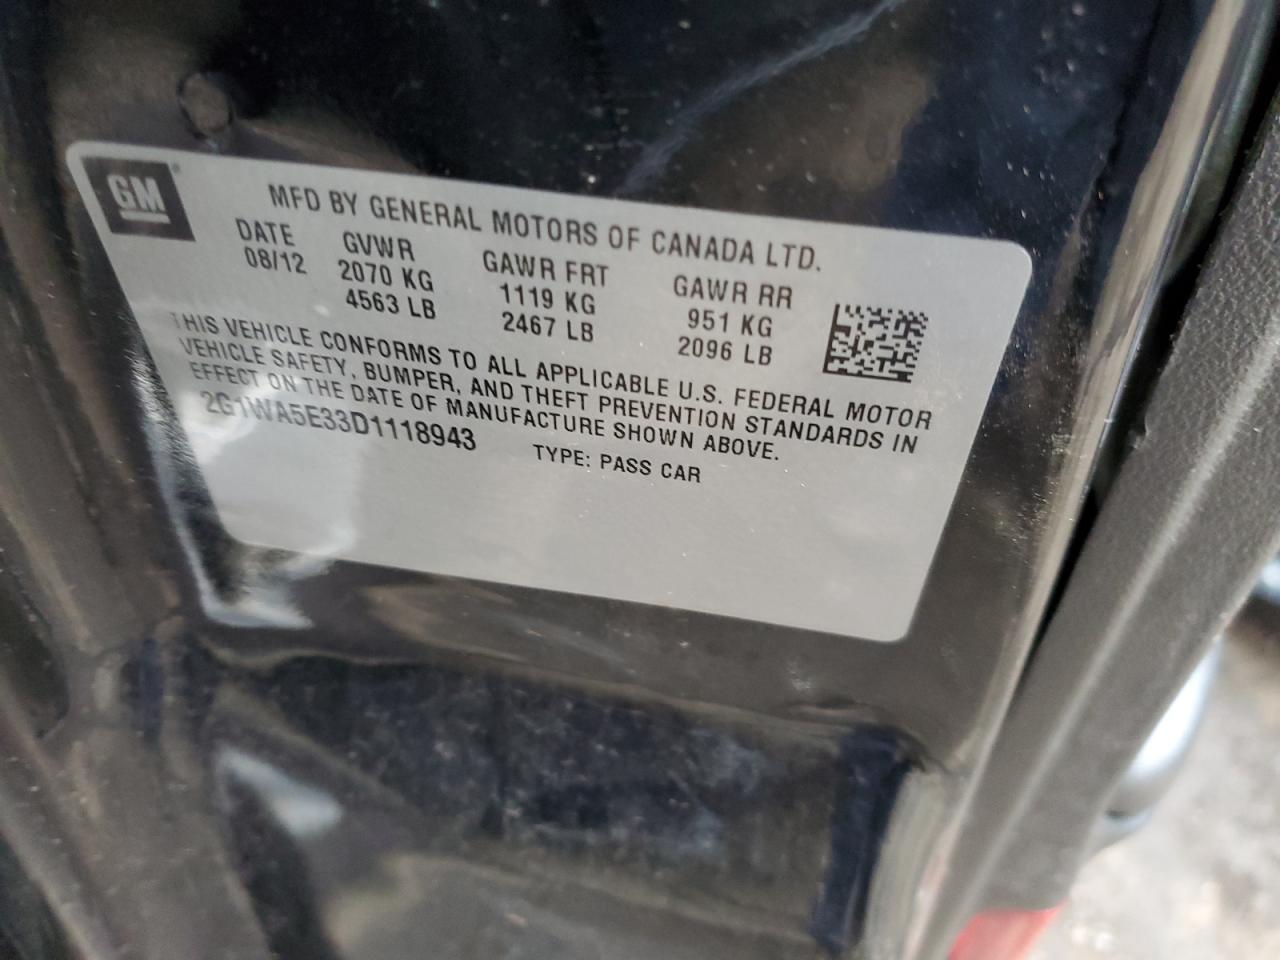 GM
MFD BY GENERAL MOTORS OF CANADA LTD.
DATE GVWR GAWR FRT GAWR RR
08/12 2070 KG 1119 KG 951 KG
4563 LB 2467 LB 2096 LB
THIS VEHICLE CONFORMS TO ALL APPLICABLE U.S. FEDERAL MOTOR
VEHICLE SAFETY, BUMPER, AND THEFT PREVENTION STANDARDS IN
EFFECT ON THE DATE OF MANUFACTURE SHOWN ABOVE.
2G1WA5E33D1118943 TYPE: PASS CAR